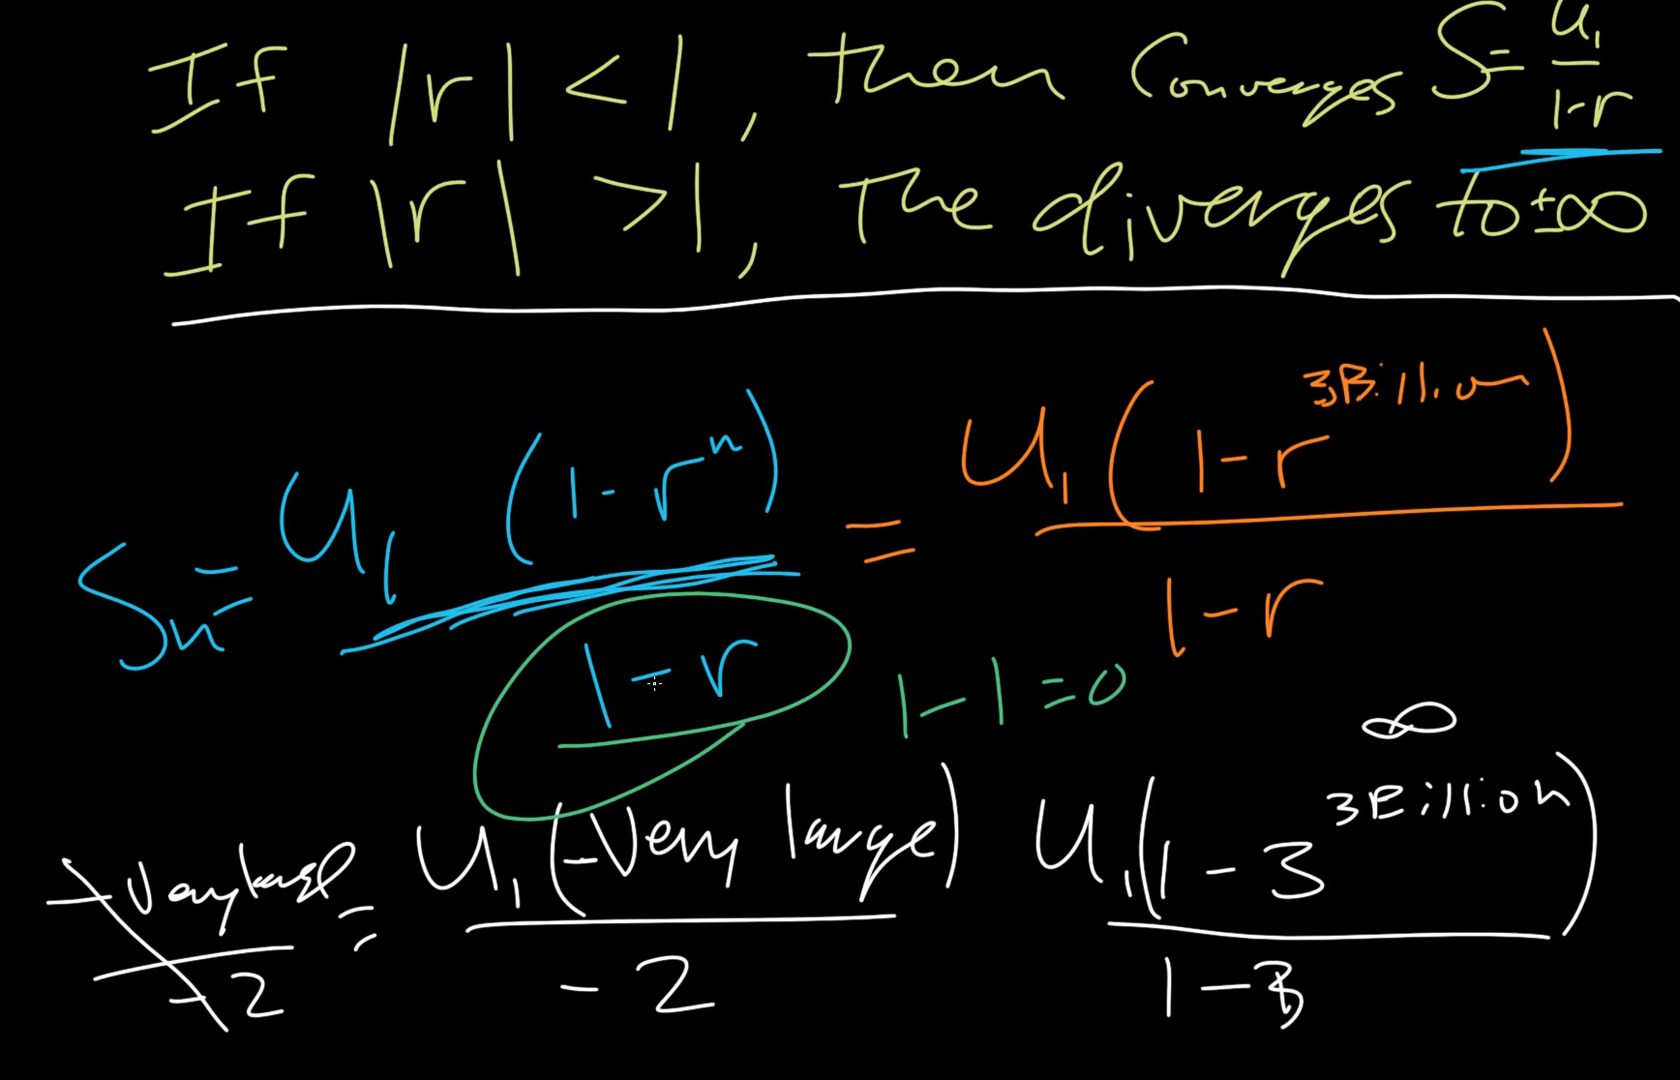 If |r| < 1, then Converges S = u₁/(1-r)
If |r| > 1, The diverges to ±∞
Sn = U₁ (1 - rⁿ) / (1 - r) = U₁ (1 - r^(3Billion)) / (1 - r)
1 - 1 = 0
∞
-Very large / -2 = U₁ (-Very large) / -2 U₁ (1 - 3^(3Billion)) / (1 - 3)